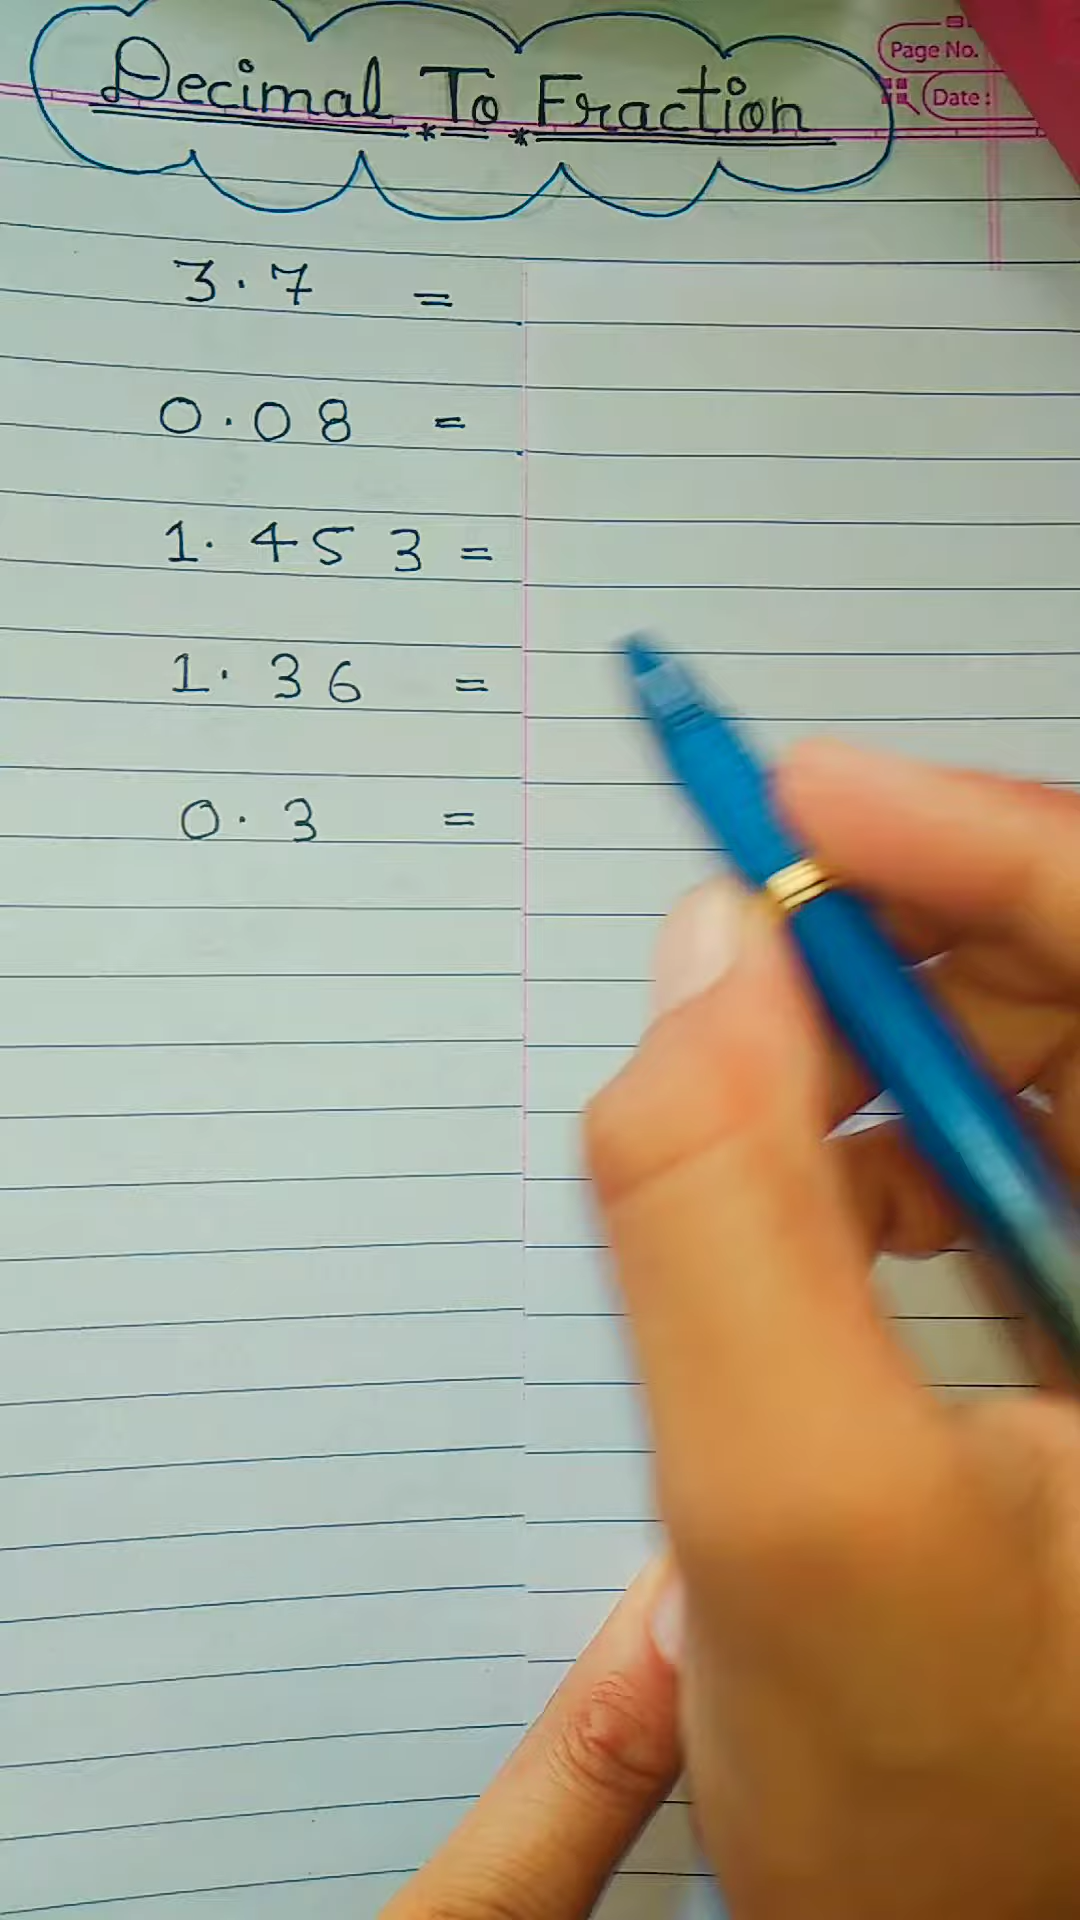 Page No.
Date:
Decimal To Fraction
3.7 =
0.08 =
1.453 =
1.36 =
0.3 =